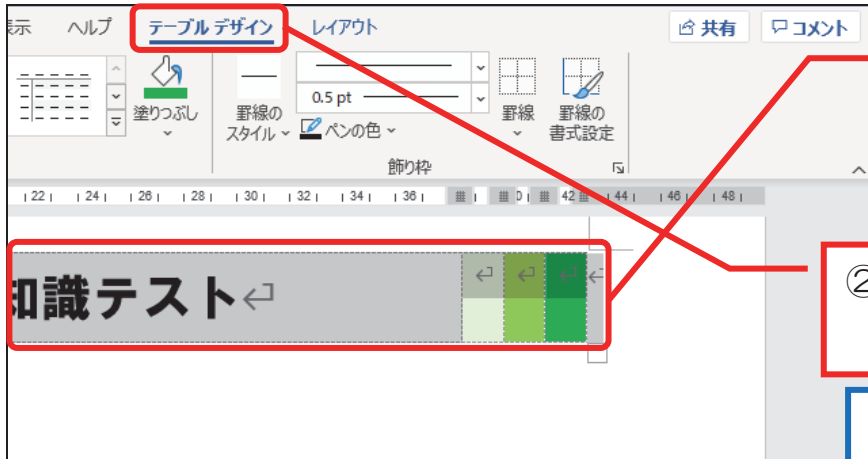 表示 ヘルプ テーブル デザイン レイアウト 共有 コメント
塗りつぶし
罫線の
スタイル
0.5 pt
ペンの色
罫線
罫線の
書式設定
飾り枠
22 24 26 28 30 32 34 36 42 44 46 48
知識テスト
②